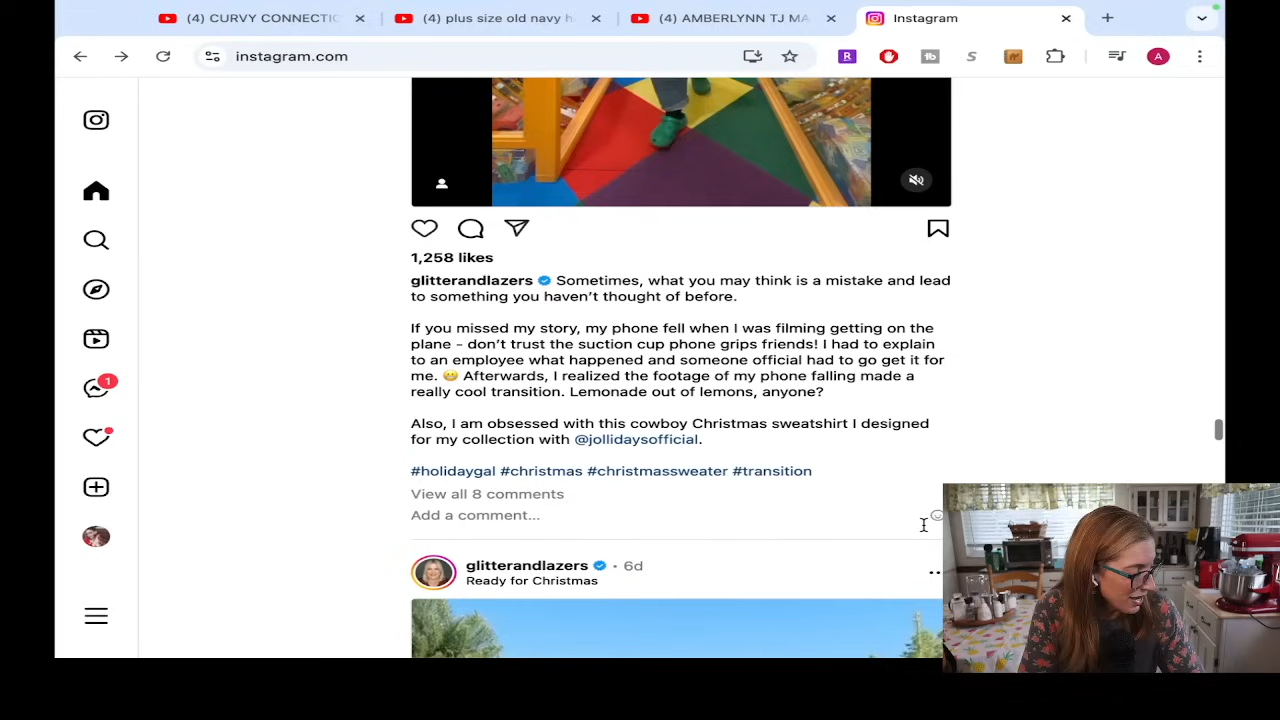 (4) CURVY CONNECTIC
(4) plus size old navy h
(4) AMBERLYNN TJ MA
Instagram
instagram.com
R
tb
S
A
1
1,258 likes
glitterandlazers Sometimes, what you may think is a mistake and lead
to something you haven't thought of before.
If you missed my story, my phone fell when I was filming getting on the
plane – don't trust the suction cup phone grips friends! I had to explain
to an employee what happened and someone official had to go get it for
me. 😬 Afterwards, I realized the footage of my phone falling made a
really cool transition. Lemonade out of lemons, anyone?
Also, I am obsessed with this cowboy Christmas sweatshirt I designed
for my collection with @jollidaysofficial.
#holidaygal #christmas #christmassweater #transition
View all 8 comments
Add a comment...
glitterandlazers • 6d
Ready for Christmas